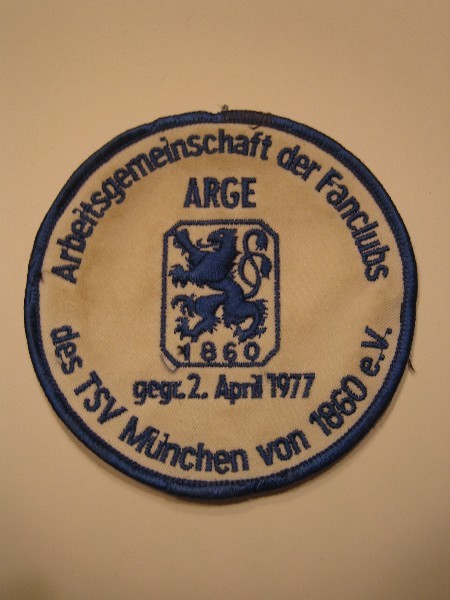 Arbeitsgemeinschaft der Fanclubs
ARGE
1860
gegr. 2. April 1977
des TSV München von 1860 e.V.